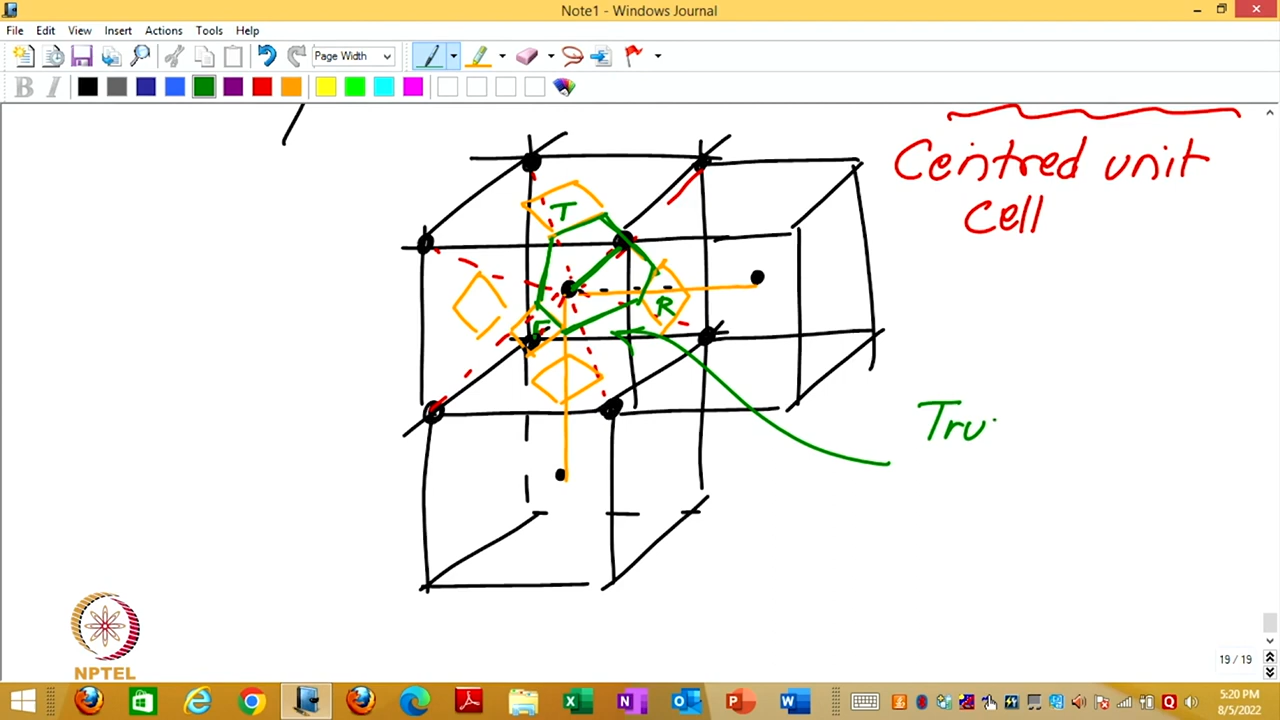 Note1 - Windows Journal
File Edit View Insert Actions Tools Help
Page Width
B I
Centred unit
cell
T
R
F
Tru
19 / 19
NPTEL
5:20 PM
8/5/2022